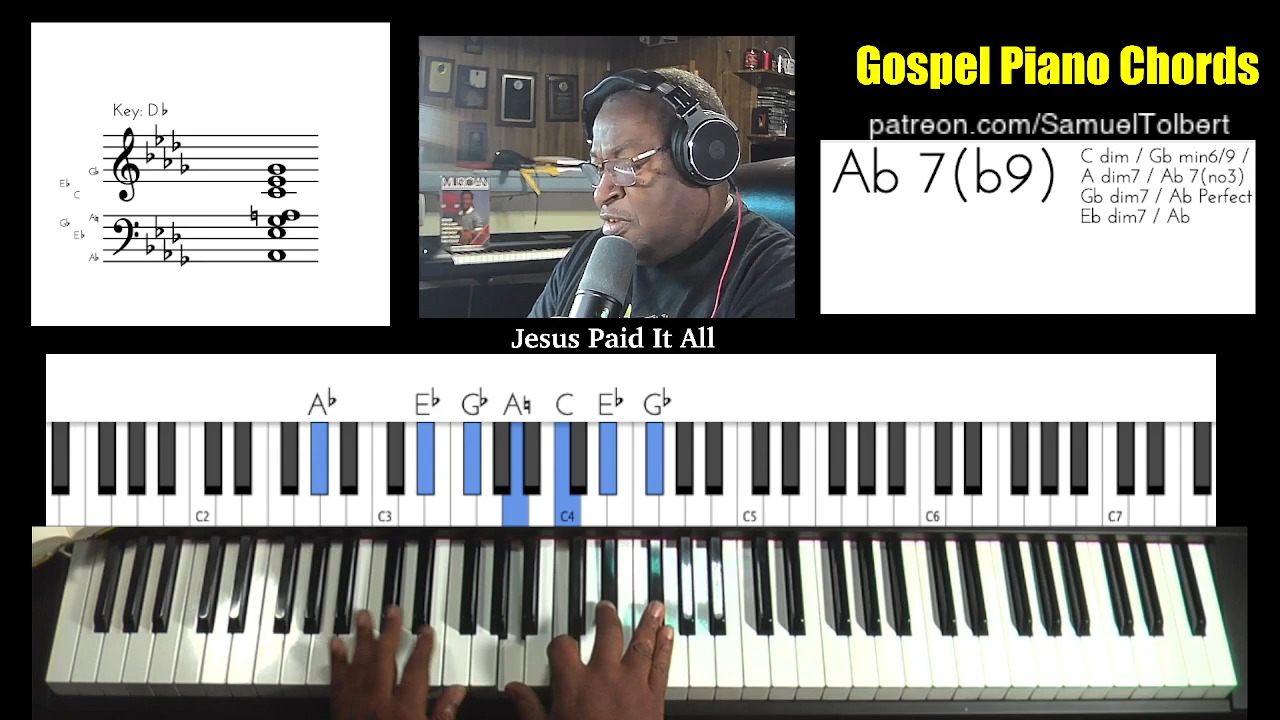 Key: D♭
G♭
E♭
C
A♮
G♭
E♭
A♭
MUSICIAN
Gospel Piano Chords
patreon.com/SamuelTolbert
Ab 7(b9)
C dim / Gb min6/9 /
A dim7 / Ab 7(no3)
Gb dim7 / Ab Perfect
Eb dim7 / Ab
Jesus Paid It All
A♭ E♭ G♭ A♮ C E♭ G♭
C2 C3 C4 C5 C6 C7